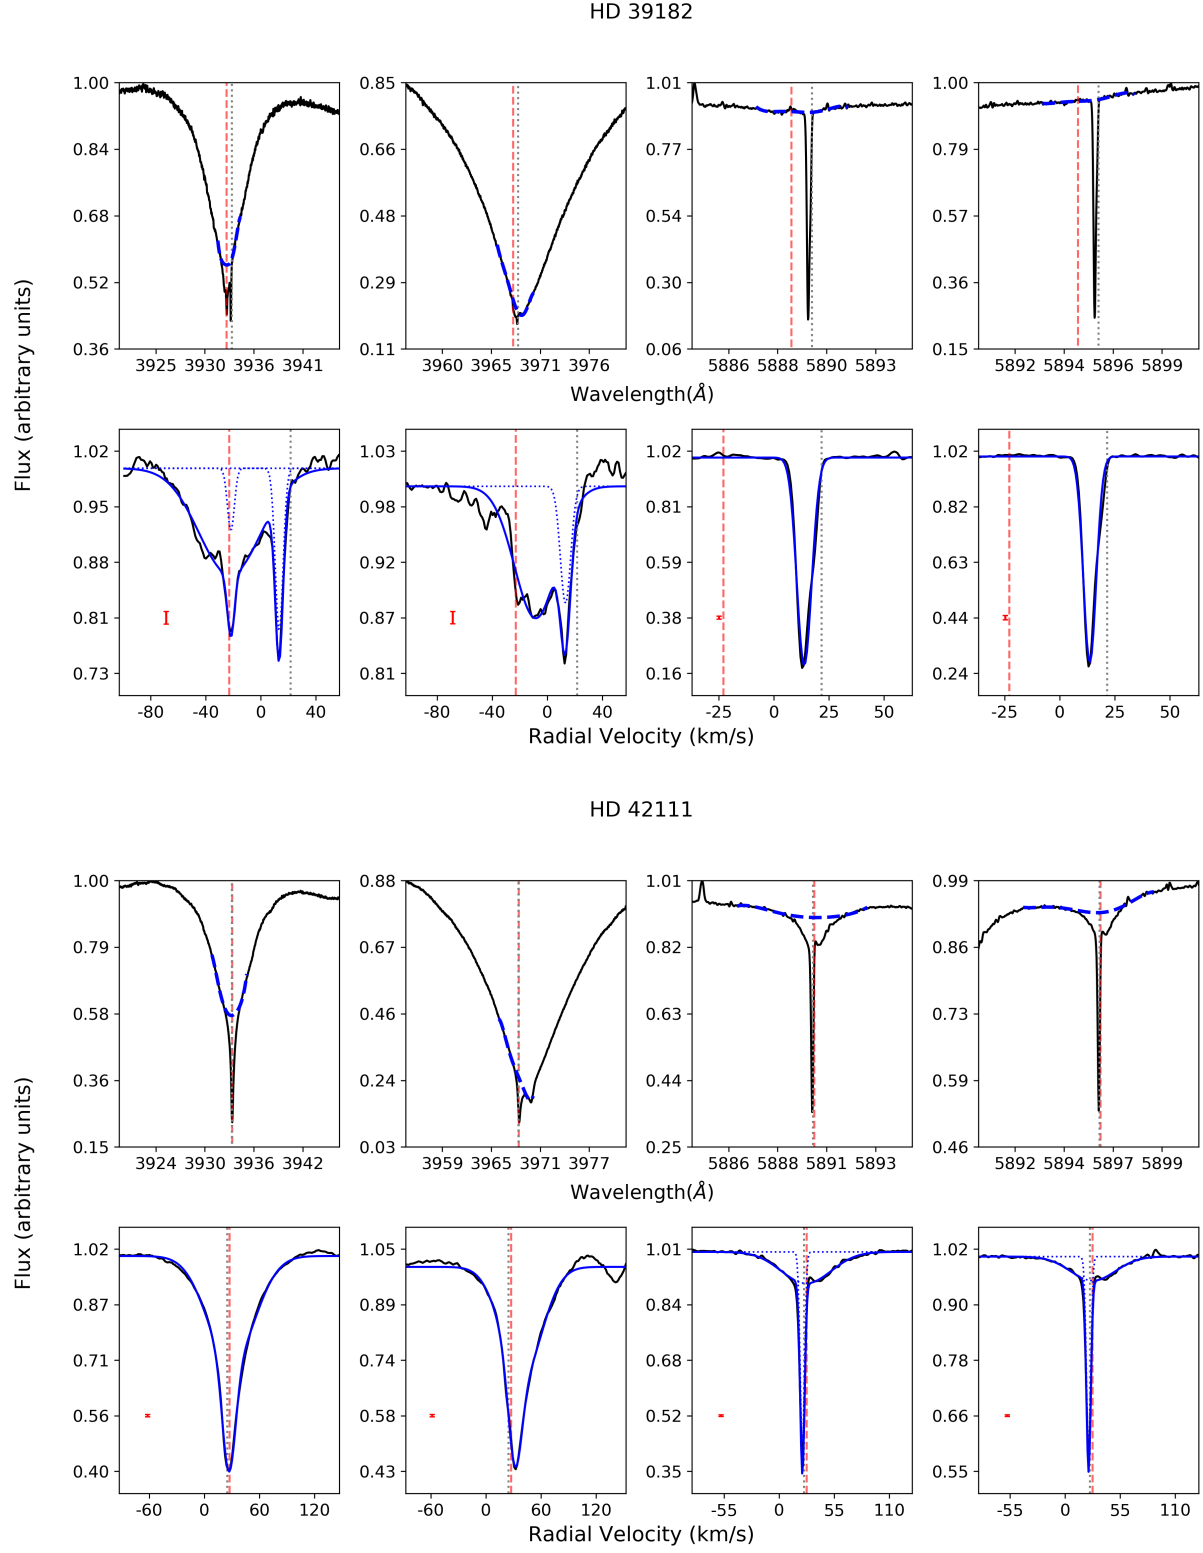 HD 39182
1.00 0.84 0.68 0.52 0.36
3925 3930 3936 3941
0.85 0.66 0.48 0.29 0.11
3960 3965 3971 3976
1.01 0.77 0.54 0.30 0.06
5886 5888 5890 5893
1.00 0.79 0.57 0.36 0.15
5892 5894 5896 5899
Wavelength(Å)
Flux (arbitrary units)
1.02 0.95 0.88 0.81 0.73
-80 -40 0 40
1.03 0.98 0.92 0.87 0.81
-80 -40 0 40
1.02 0.81 0.59 0.38 0.16
-25 0 25 50
1.02 0.82 0.63 0.44 0.24
-25 0 25 50
Radial Velocity (km/s)
HD 42111
1.00 0.79 0.58 0.36 0.15
3924 3930 3936 3942
0.88 0.67 0.46 0.24 0.03
3959 3965 3971 3977
1.01 0.82 0.63 0.44 0.25
5886 5888 5891 5893
0.99 0.86 0.73 0.59 0.46
5892 5894 5897 5899
Wavelength(Å)
Flux (arbitrary units)
1.02 0.87 0.71 0.56 0.40
-60 0 60 120
1.05 0.89 0.74 0.58 0.43
-60 0 60 120
1.01 0.84 0.68 0.52 0.35
-55 0 55 110
1.02 0.90 0.78 0.66 0.55
-55 0 55 110
Radial Velocity (km/s)